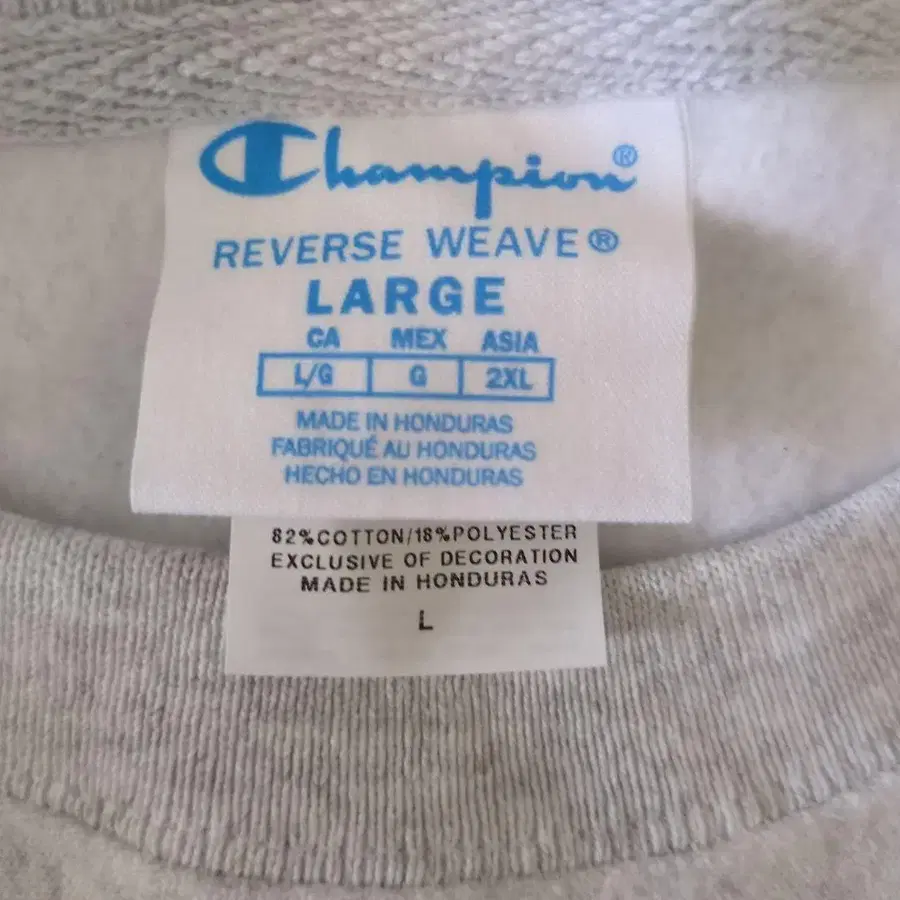 Champion®
REVERSE WEAVE®
LARGE
CA MEX ASIA
L/G G 2XL
MADE IN HONDURAS
FABRIQUÉ AU HONDURAS
HECHO EN HONDURAS
82%COTTON/18%POLYESTER
EXCLUSIVE OF DECORATION
MADE IN HONDURAS
L